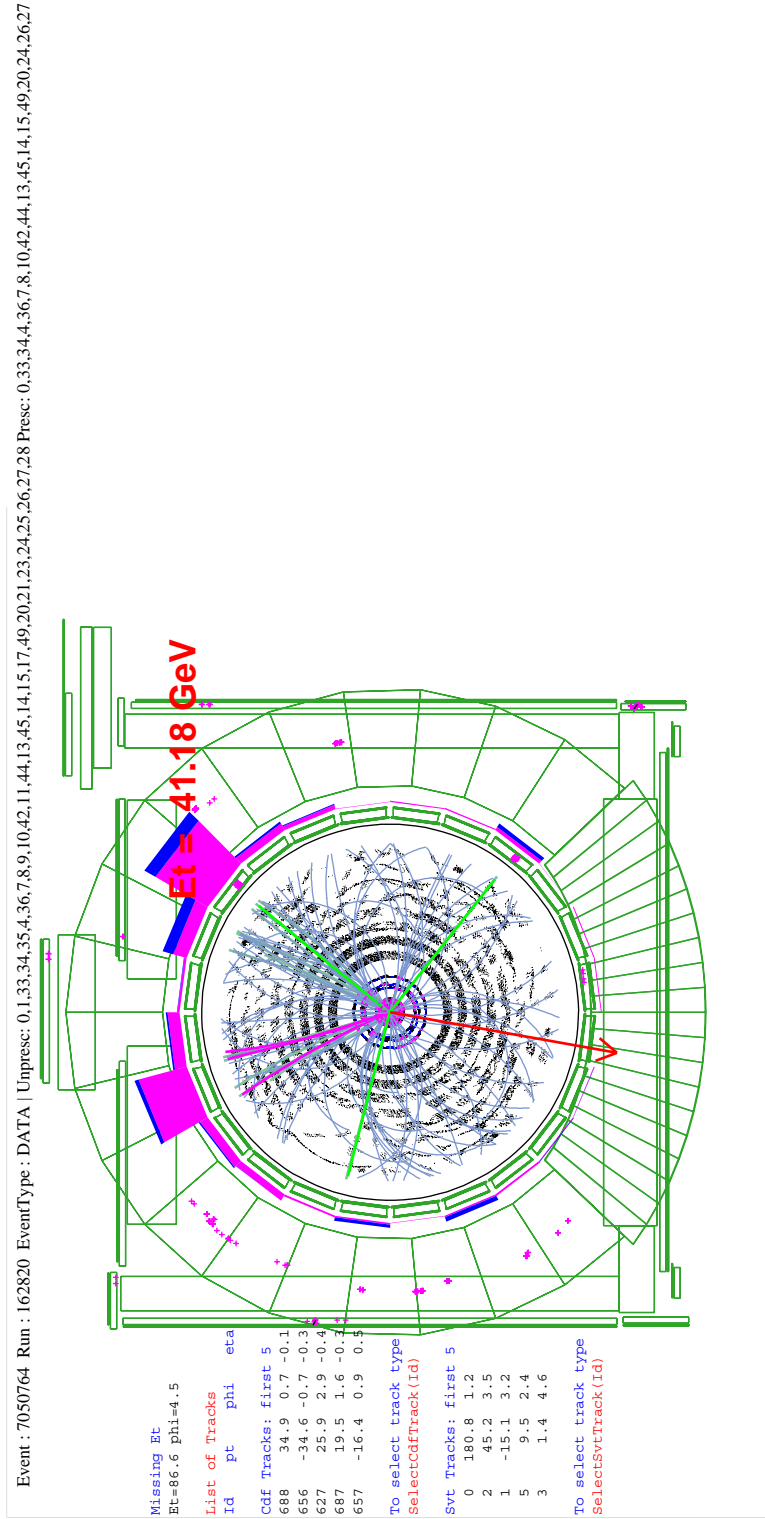 Event : 7050764  Run : 162820  EventType : DATA | Unpresc: 0,1,33,34,35,4,36,7,8,9,10,42,11,44,13,45,14,15,17,49,20,21,23,24,25,26,27,28 Presc: 0,33,34,4,36,7,8,10,42,44,13,45,14,15,49,20,24,26,27
Missing Et
Et=86.6 phi=4.5
List of Tracks
Id pt phi eta
Cdf Tracks: first 5
688 34.9 0.7 -0.1
656 -34.6 -0.7 -0.3
627 25.9 2.9 -0.4
687 19.5 1.6 -0.3
657 -16.4 0.9 0.5
To select track type
SelectCdfTrack(Id)
Svt Tracks: first 5
0 180.8 1.2
2 45.2 3.5
1 -15.1 3.2
5 9.5 2.4
3 1.4 4.6
To select track type
SelectSvtTrack(Id)
Et = 41.18 GeV